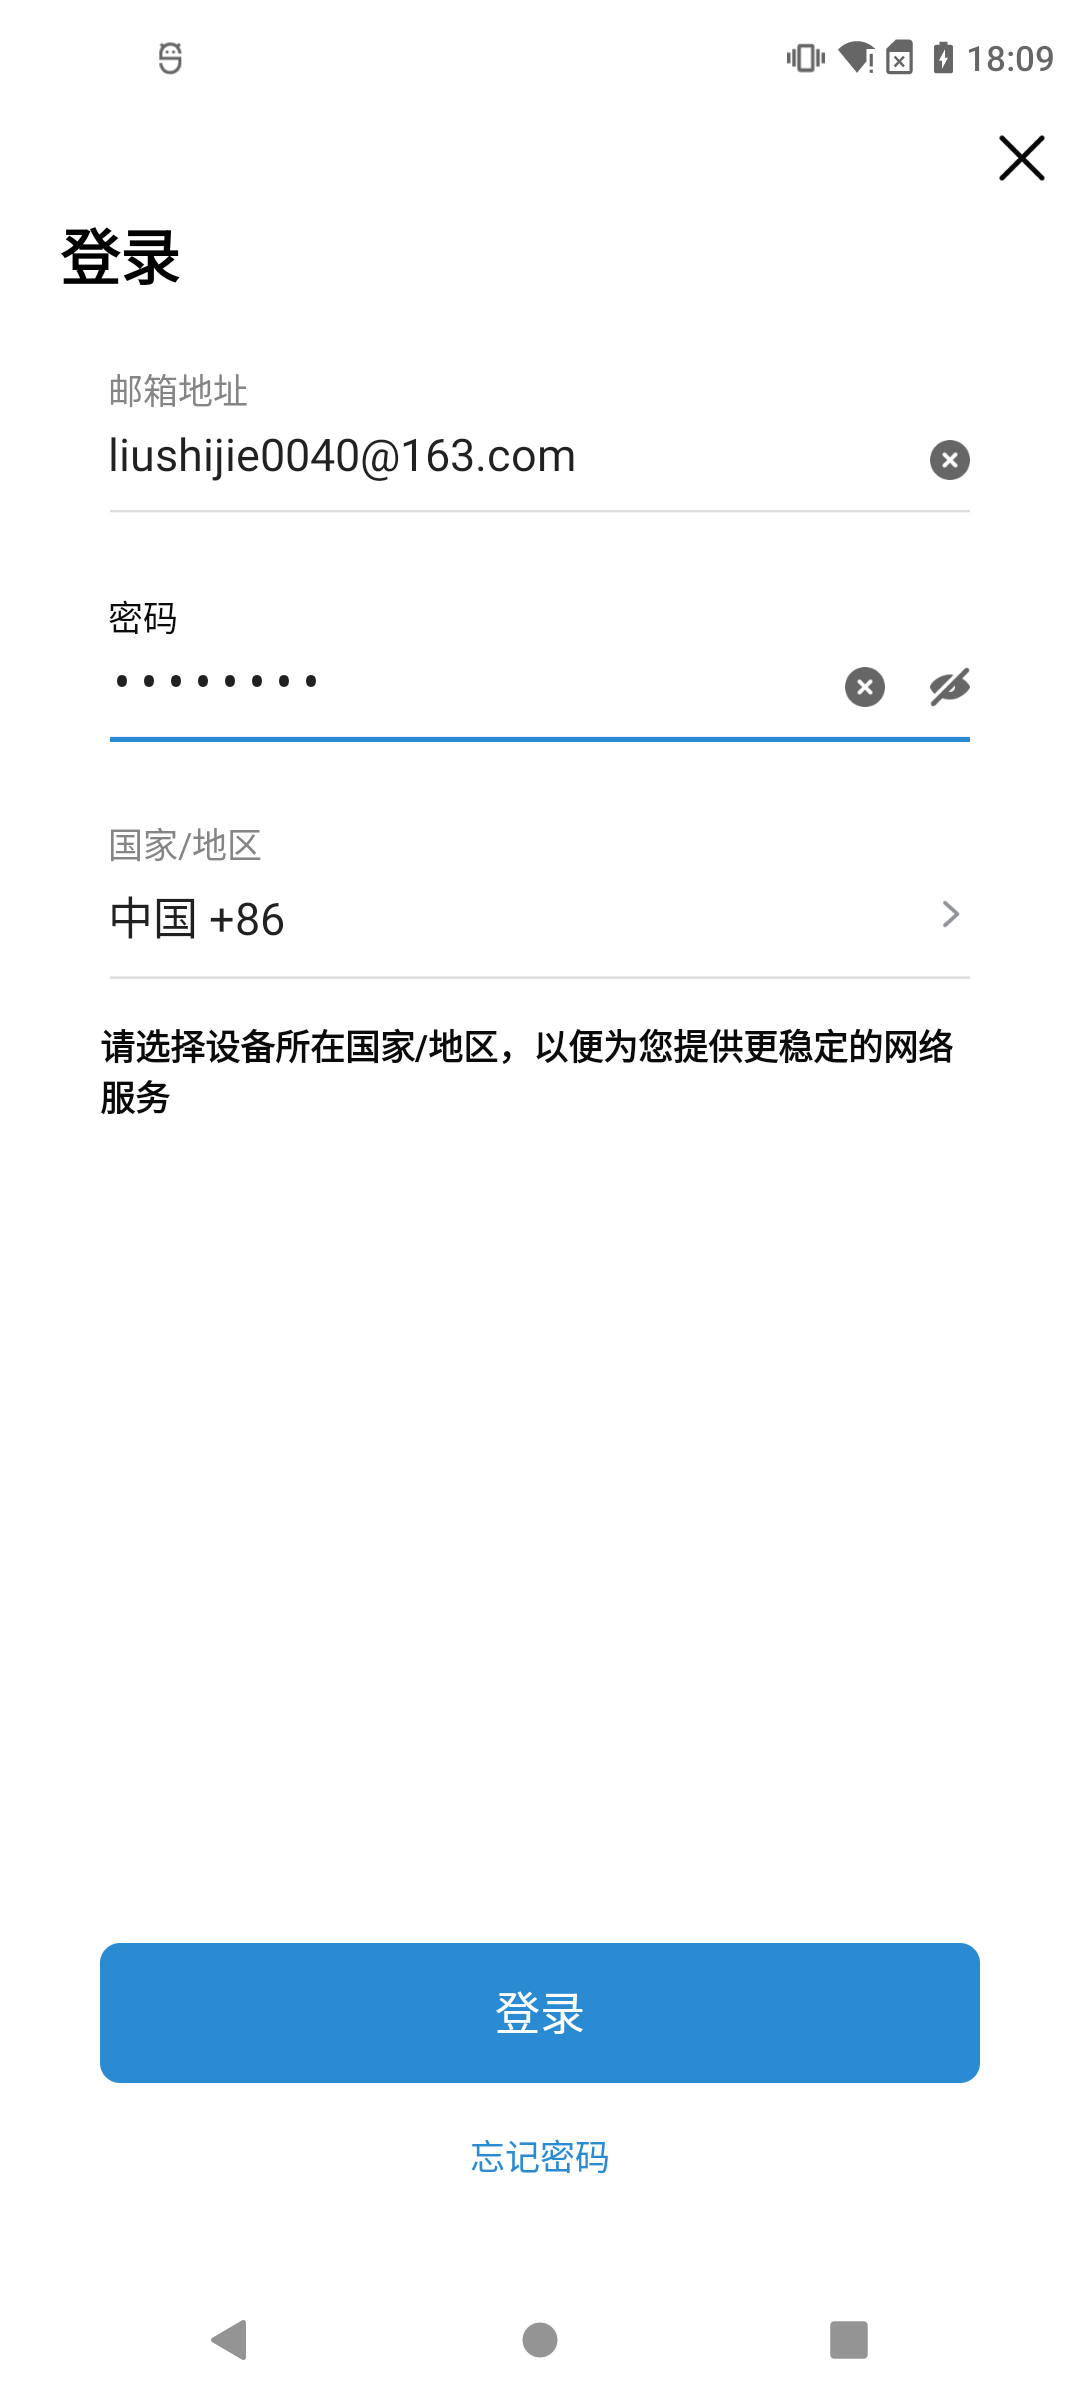 18:09
登录
邮箱地址
liushijie0040@163.com
密码
••••••••
国家/地区
中国 +86
请选择设备所在国家/地区，以便为您提供更稳定的网络
服务
登录
忘记密码